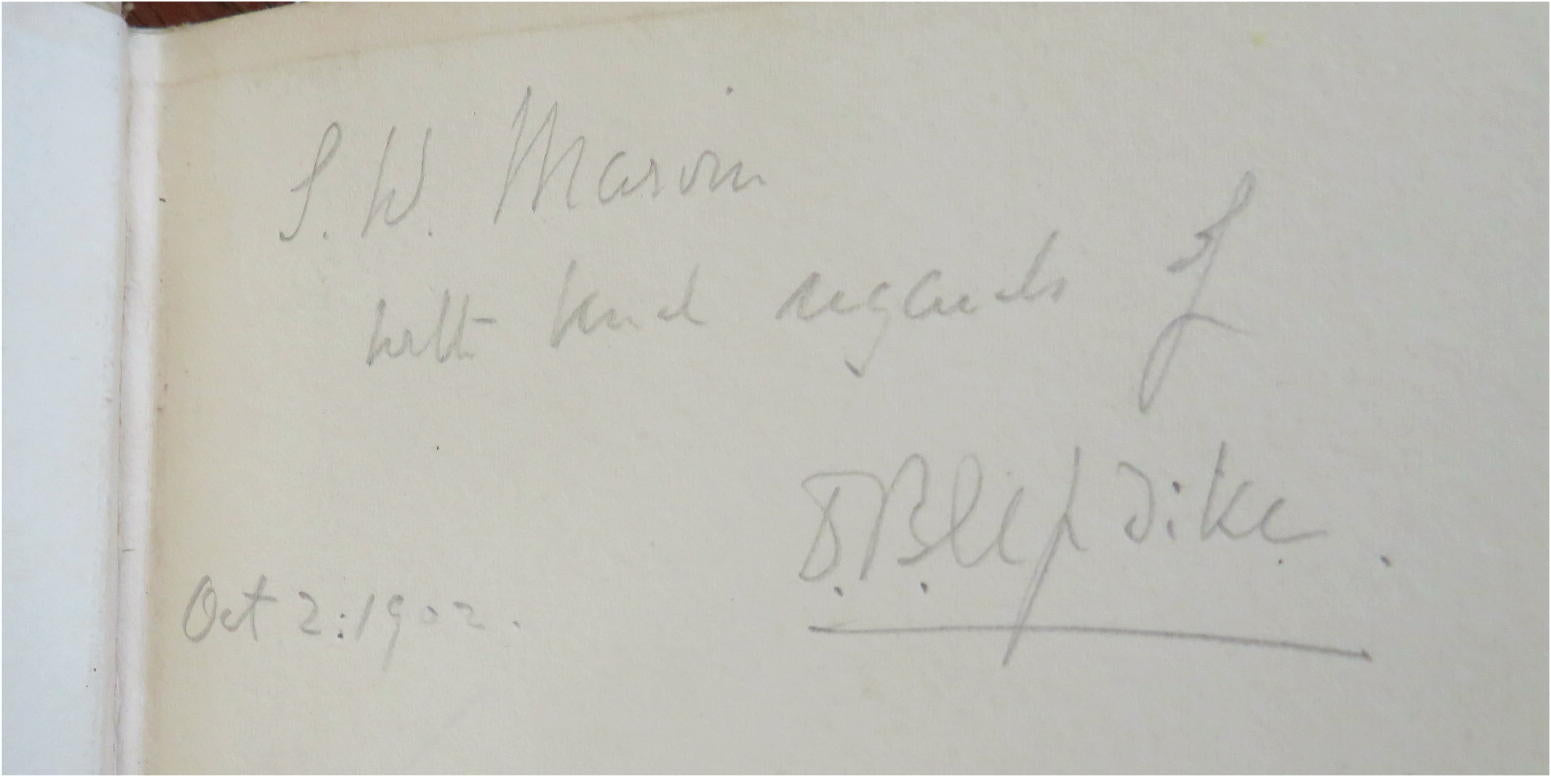 S. W. Marvin
with kind regards of
D. B. Updike.
Oct 2: 1902.